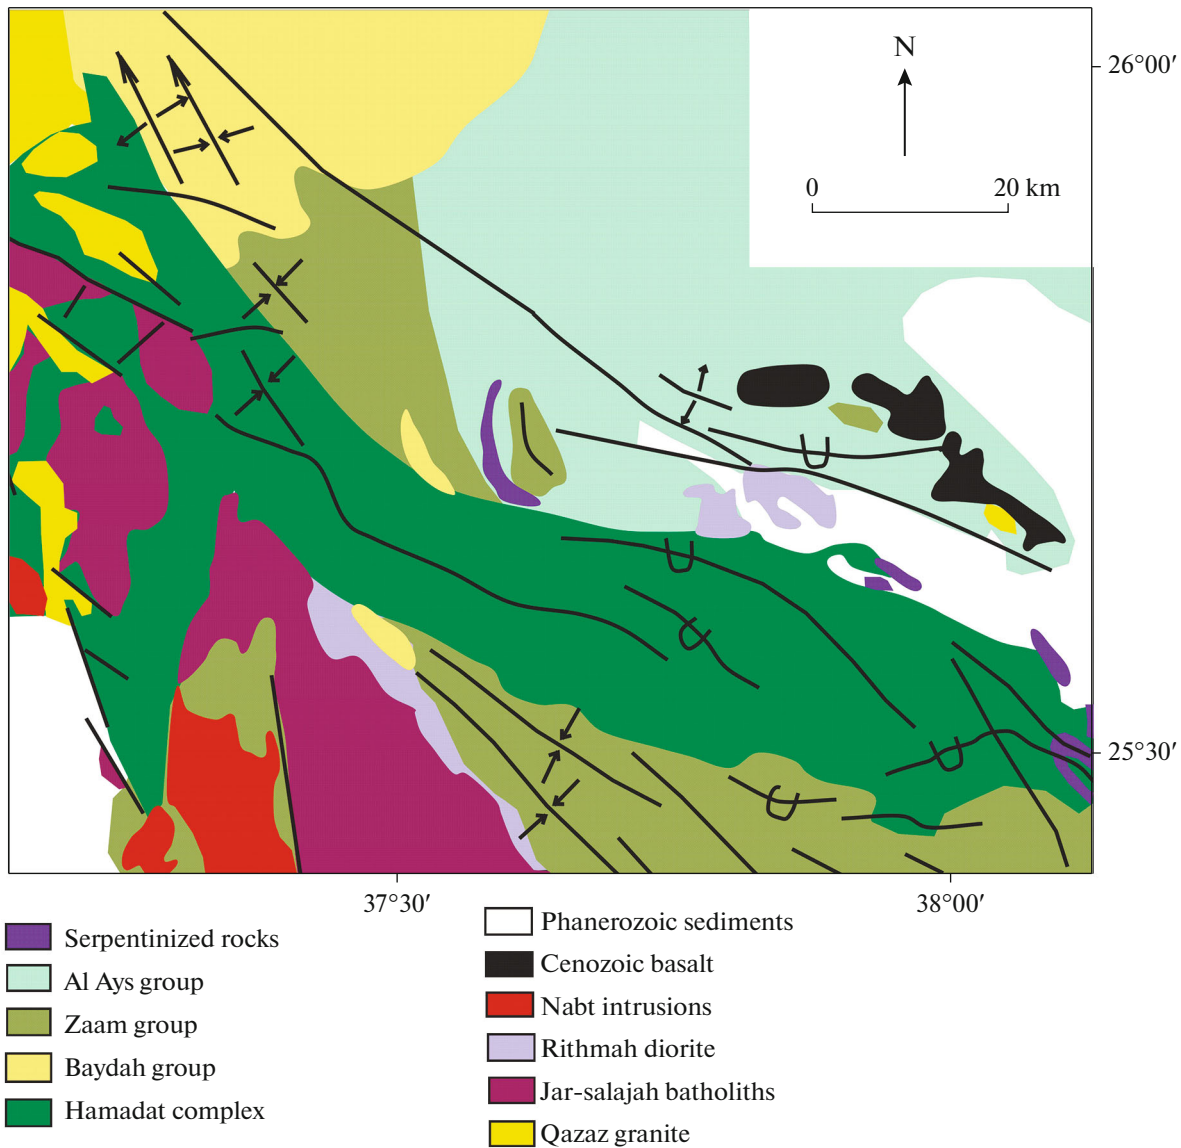 N
26°00′
0 20 km
25°30′
37°30′ 38°00′
Serpentinized rocks
Al Ays group
Zaam group
Baydah group
Hamadat complex
Phanerozoic sediments
Cenozoic basalt
Nabt intrusions
Rithmah diorite
Jar-salajah batholiths
Qazaz granite